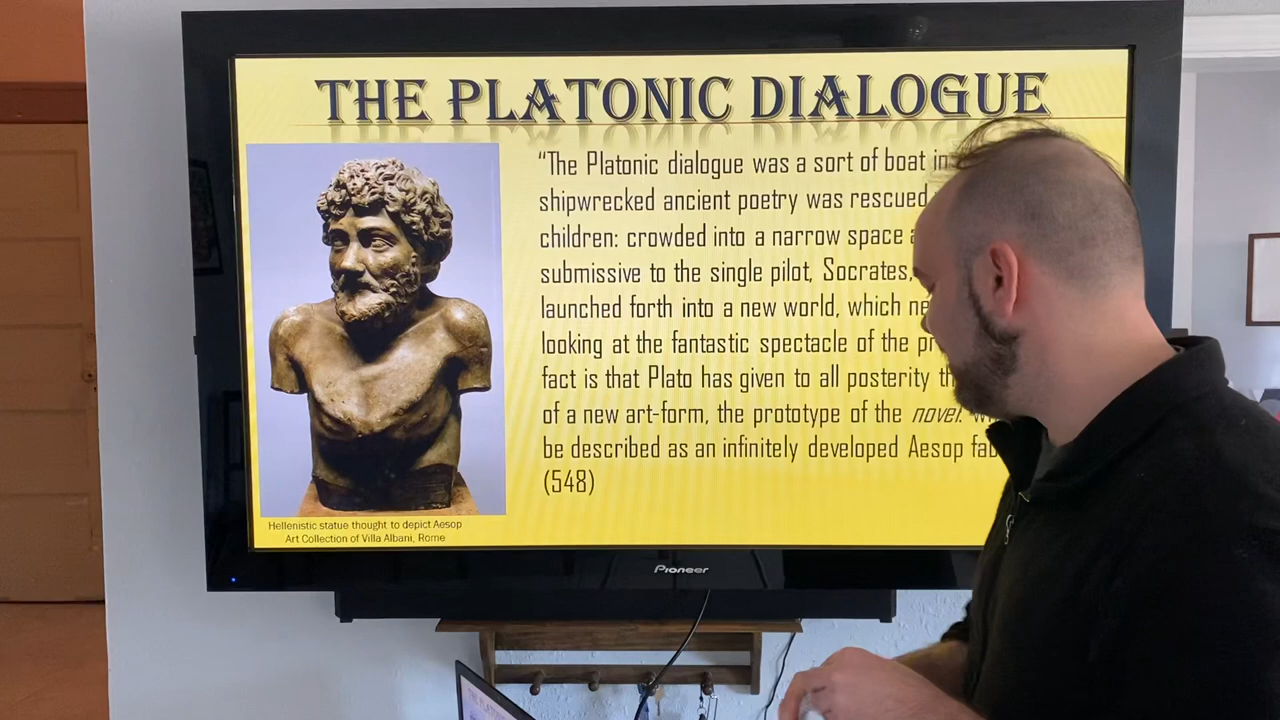 THE PLATONIC DIALOGUE
“The Platonic dialogue was a sort of boat in
shipwrecked ancient poetry was rescued
children: crowded into a narrow space
submissive to the single pilot, Socrates,
launched forth into a new world, which
looking at the fantastic spectacle of the
fact is that Plato has given to all posterity
of a new art-form, the prototype of the novel.
be described as an infinitely developed Aesop
(548)
Hellenistic statue thought to depict Aesop
Art Collection of Villa Albani, Rome
Pioneer